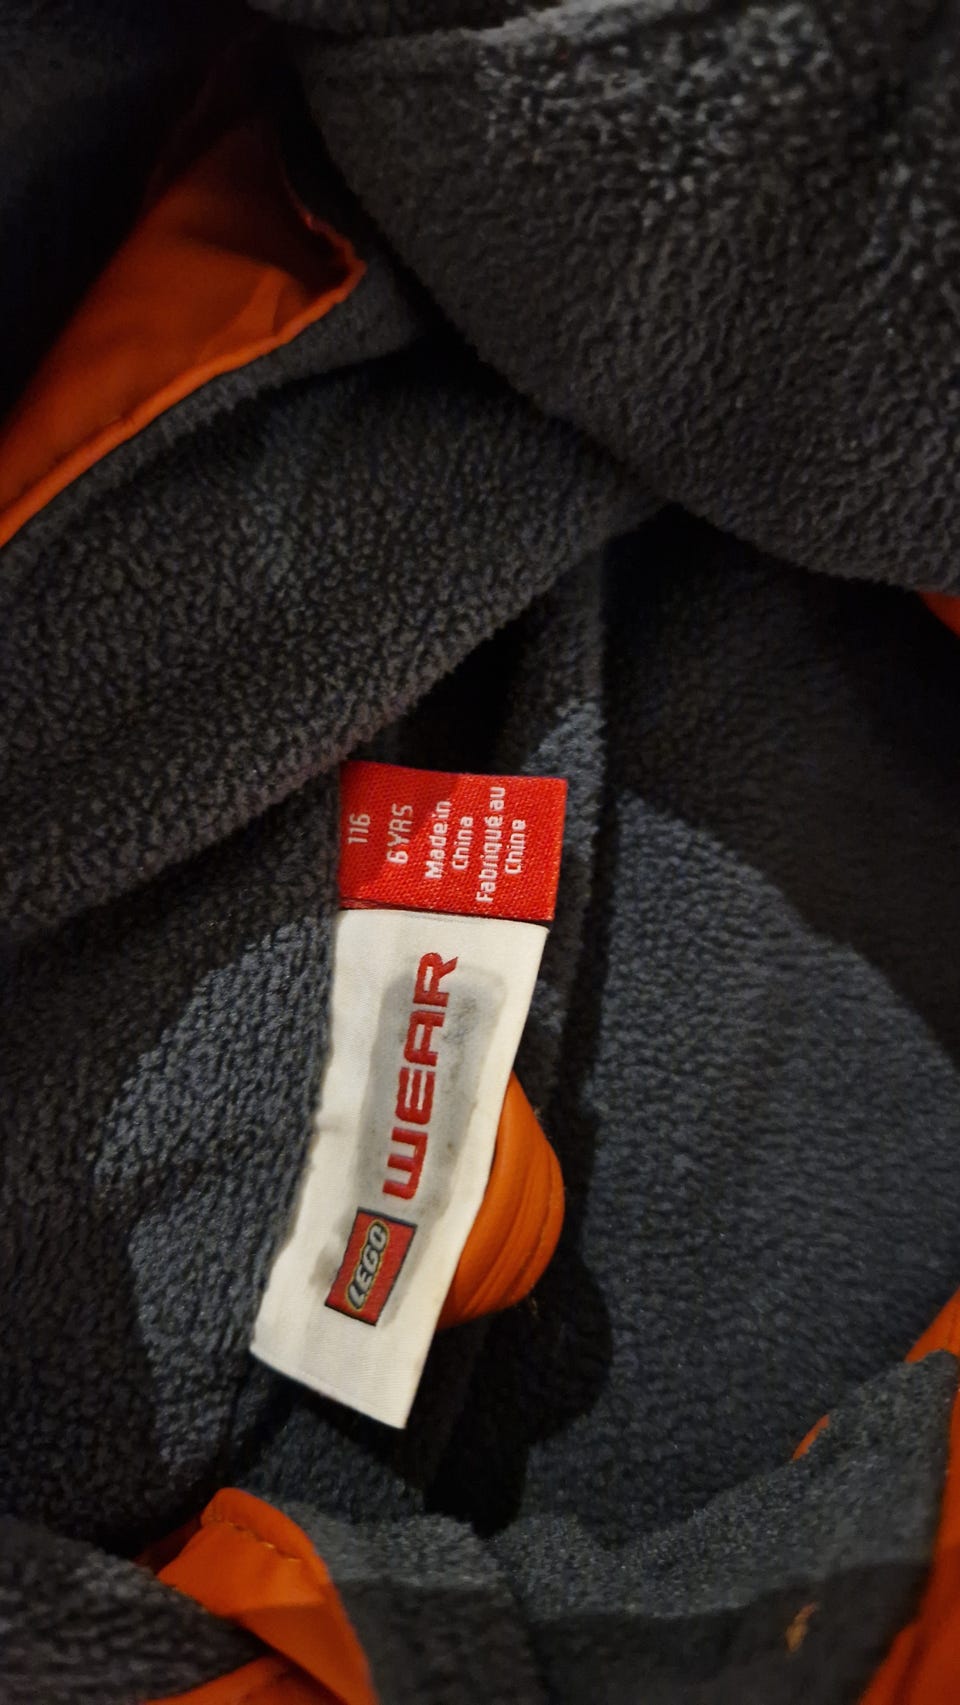 116
6YRS
Made in
China
Fabriqué au
Chine
LEGO WEAR